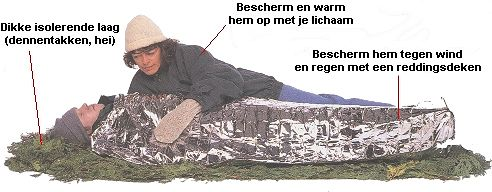 Bescherm en warm
hem op met je lichaam
Dikke isolerende laag
(dennentakken, hei)
Bescherm hem tegen wind
en regen met een reddingsdeken